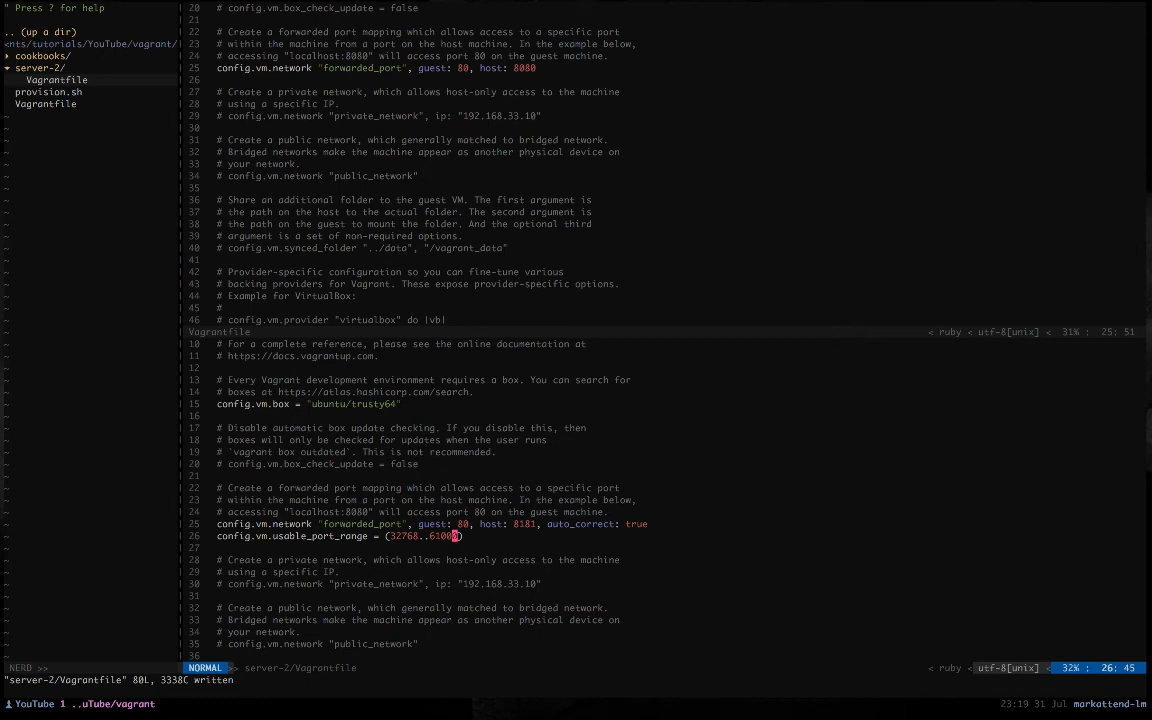 " Press ? for help
.. (up a dir)
<nts/tutorials/YouTube/vagrant/
▸ cookbooks/
▾ server-2/
Vagrantfile
provision.sh
Vagrantfile
20 # config.vm.box_check_update = false
21
22 # Create a forwarded port mapping which allows access to a specific port
23 # within the machine from a port on the host machine. In the example below,
24 # accessing "localhost:8080" will access port 80 on the guest machine.
25 config.vm.network "forwarded_port", guest: 80, host: 8080
26
27 # Create a private network, which allows host-only access to the machine
28 # using a specific IP.
29 # config.vm.network "private_network", ip: "192.168.33.10"
30
31 # Create a public network, which generally matched to bridged network.
32 # Bridged networks make the machine appear as another physical device on
33 # your network.
34 # config.vm.network "public_network"
35
36 # Share an additional folder to the guest VM. The first argument is
37 # the path on the host to the actual folder. The second argument is
38 # the path on the guest to mount the folder. And the optional third
39 # argument is a set of non-required options.
40 # config.vm.synced_folder "../data", "/vagrant_data"
41
42 # Provider-specific configuration so you can fine-tune various
43 # backing providers for Vagrant. These expose provider-specific options.
44 # Example for VirtualBox:
45 #
46 # config.vm.provider "virtualbox" do |vb|
Vagrantfile < ruby < utf-8[unix] < 31% : 25: 51
10 # For a complete reference, please see the online documentation at
11 # https://docs.vagrantup.com.
12
13 # Every Vagrant development environment requires a box. You can search for
14 # boxes at https://atlas.hashicorp.com/search.
15 config.vm.box = "ubuntu/trusty64"
16
17 # Disable automatic box update checking. If you disable this, then
18 # boxes will only be checked for updates when the user runs
19 # `vagrant box outdated`. This is not recommended.
20 # config.vm.box_check_update = false
21
22 # Create a forwarded port mapping which allows access to a specific port
23 # within the machine from a port on the host machine. In the example below,
24 # accessing "localhost:8080" will access port 80 on the guest machine.
25 config.vm.network "forwarded_port", guest: 80, host: 8181, auto_correct: true
26 config.vm.usable_port_range = (32768..61000)
27
28 # Create a private network, which allows host-only access to the machine
29 # using a specific IP.
30 # config.vm.network "private_network", ip: "192.168.33.10"
31
32 # Create a public network, which generally matched to bridged network.
33 # Bridged networks make the machine appear as another physical device on
34 # your network.
35 # config.vm.network "public_network"
36
NERD >> NORMAL >> server-2/Vagrantfile < ruby < utf-8[unix] < 32% : 26: 45
"server-2/Vagrantfile" 80L, 3338C written
YouTube 1 ..uTube/vagrant 23:19 31 Jul markattend-lm